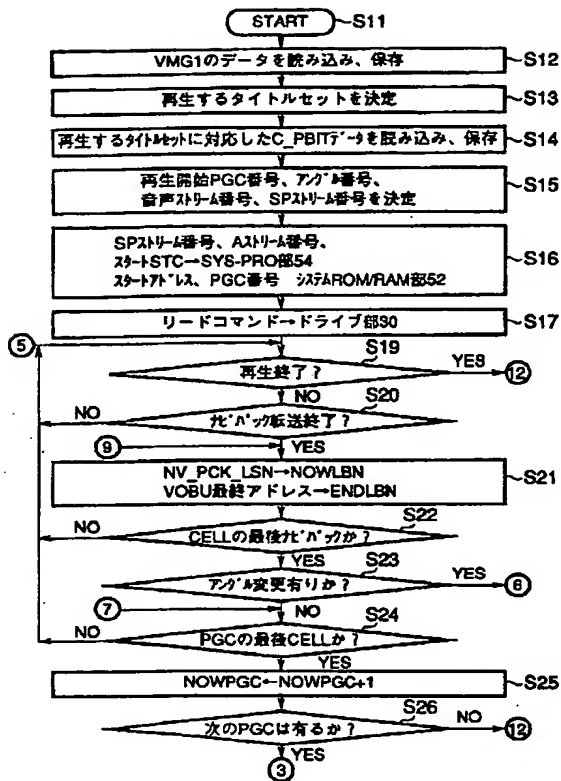 START
S11
VMG1のデータを読み込み、保存
S12
再生するタイトルセットを決定
S13
再生するﾀｲﾄﾙｾｯﾄに対応したC_PBITﾃﾞｰﾀを読み込み、保存
S14
再生開始PGC番号、ｱﾝｸﾞﾙ番号、
音声ｽﾄﾘｰﾑ番号、SPｽﾄﾘｰﾑ番号を決定
S15
SPｽﾄﾘｰﾑ番号、Aｽﾄﾘｰﾑ番号、
ｽﾀｰﾄSTC→SYS-PRO部54
ｽﾀｰﾄｱﾄﾞﾚｽ、PGC番号 ｼｽﾃﾑROM/RAM部52
S16
リードコマンド→ドライブ部30
S17
⑤
S19
再生終了？
YES
⑫
NO
S20
ﾅﾋﾞﾊﾟｯｸ転送終了？
NO
⑨
YES
NV_PCK_LSN→NOWLBN
VOBU最終アドレス→ENDLBN
S21
S22
CELLの最後ﾅﾋﾞﾊﾟｯｸか？
NO
YES
S23
ｱﾝｸﾞﾙ変更有りか？
YES
⑥
⑦
NO
S24
PGCの最後CELLか？
NO
YES
NOWPGC←NOWPGC+1
S25
S26
次のPGCは有るか？
NO
⑫
YES
③